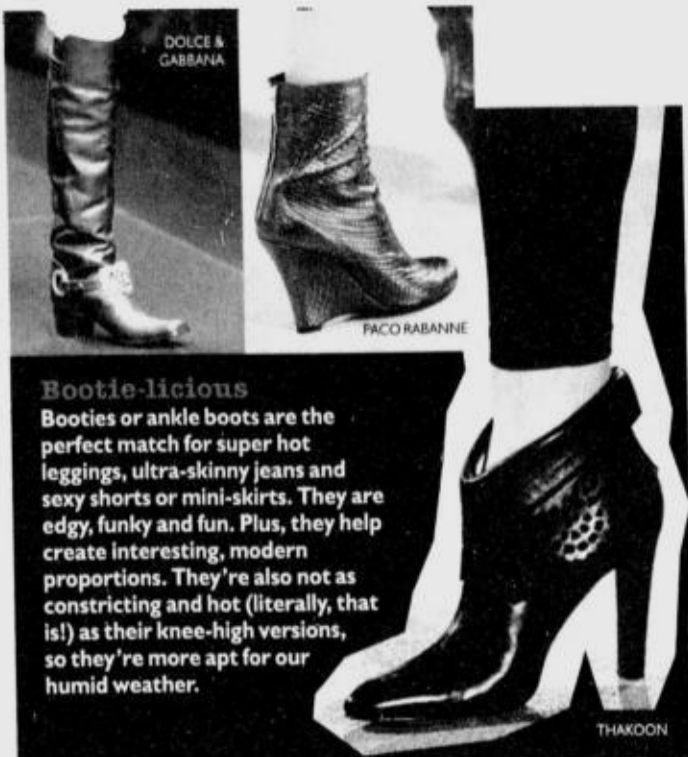 DOLCE &
GABBANA
PACO RABANNE
Bootie-licious
Booties or ankle boots are the
perfect match for super hot
leggings, ultra-skinny jeans and
sexy shorts or mini-skirts. They are
edgy, funky and fun. Plus, they help
create interesting, modern
proportions. They're also not as
constricting and hot (literally, that
is!) as their knee-high versions,
so they're more apt for our
humid weather.
THAKOON